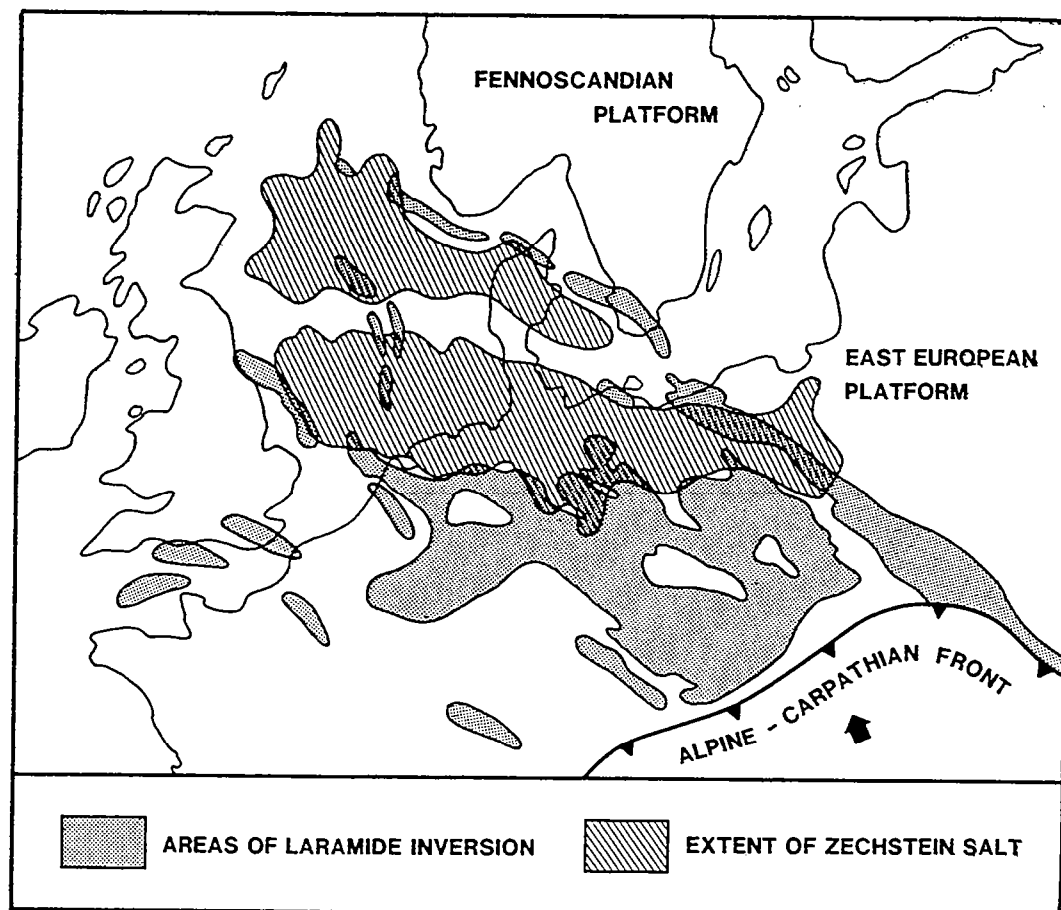 FENNOSCANDIAN
PLATFORM
EAST EUROPEAN
PLATFORM
ALPINE - CARPATHIAN FRONT
AREAS OF LARAMIDE INVERSION
EXTENT OF ZECHSTEIN SALT